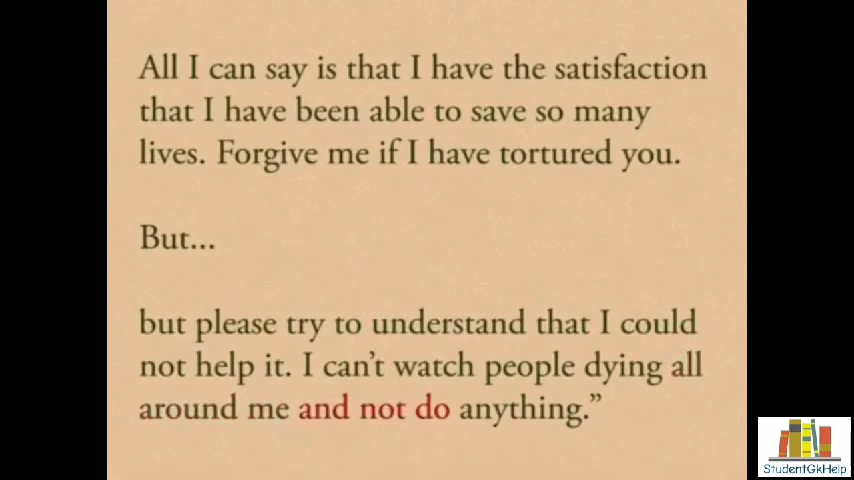 All I can say is that I have the satisfaction
that I have been able to save so many
lives. Forgive me if I have tortured you.
But...
but please try to understand that I could
not help it. I can't watch people dying all
around me and not do anything.”
StudentGkHelp